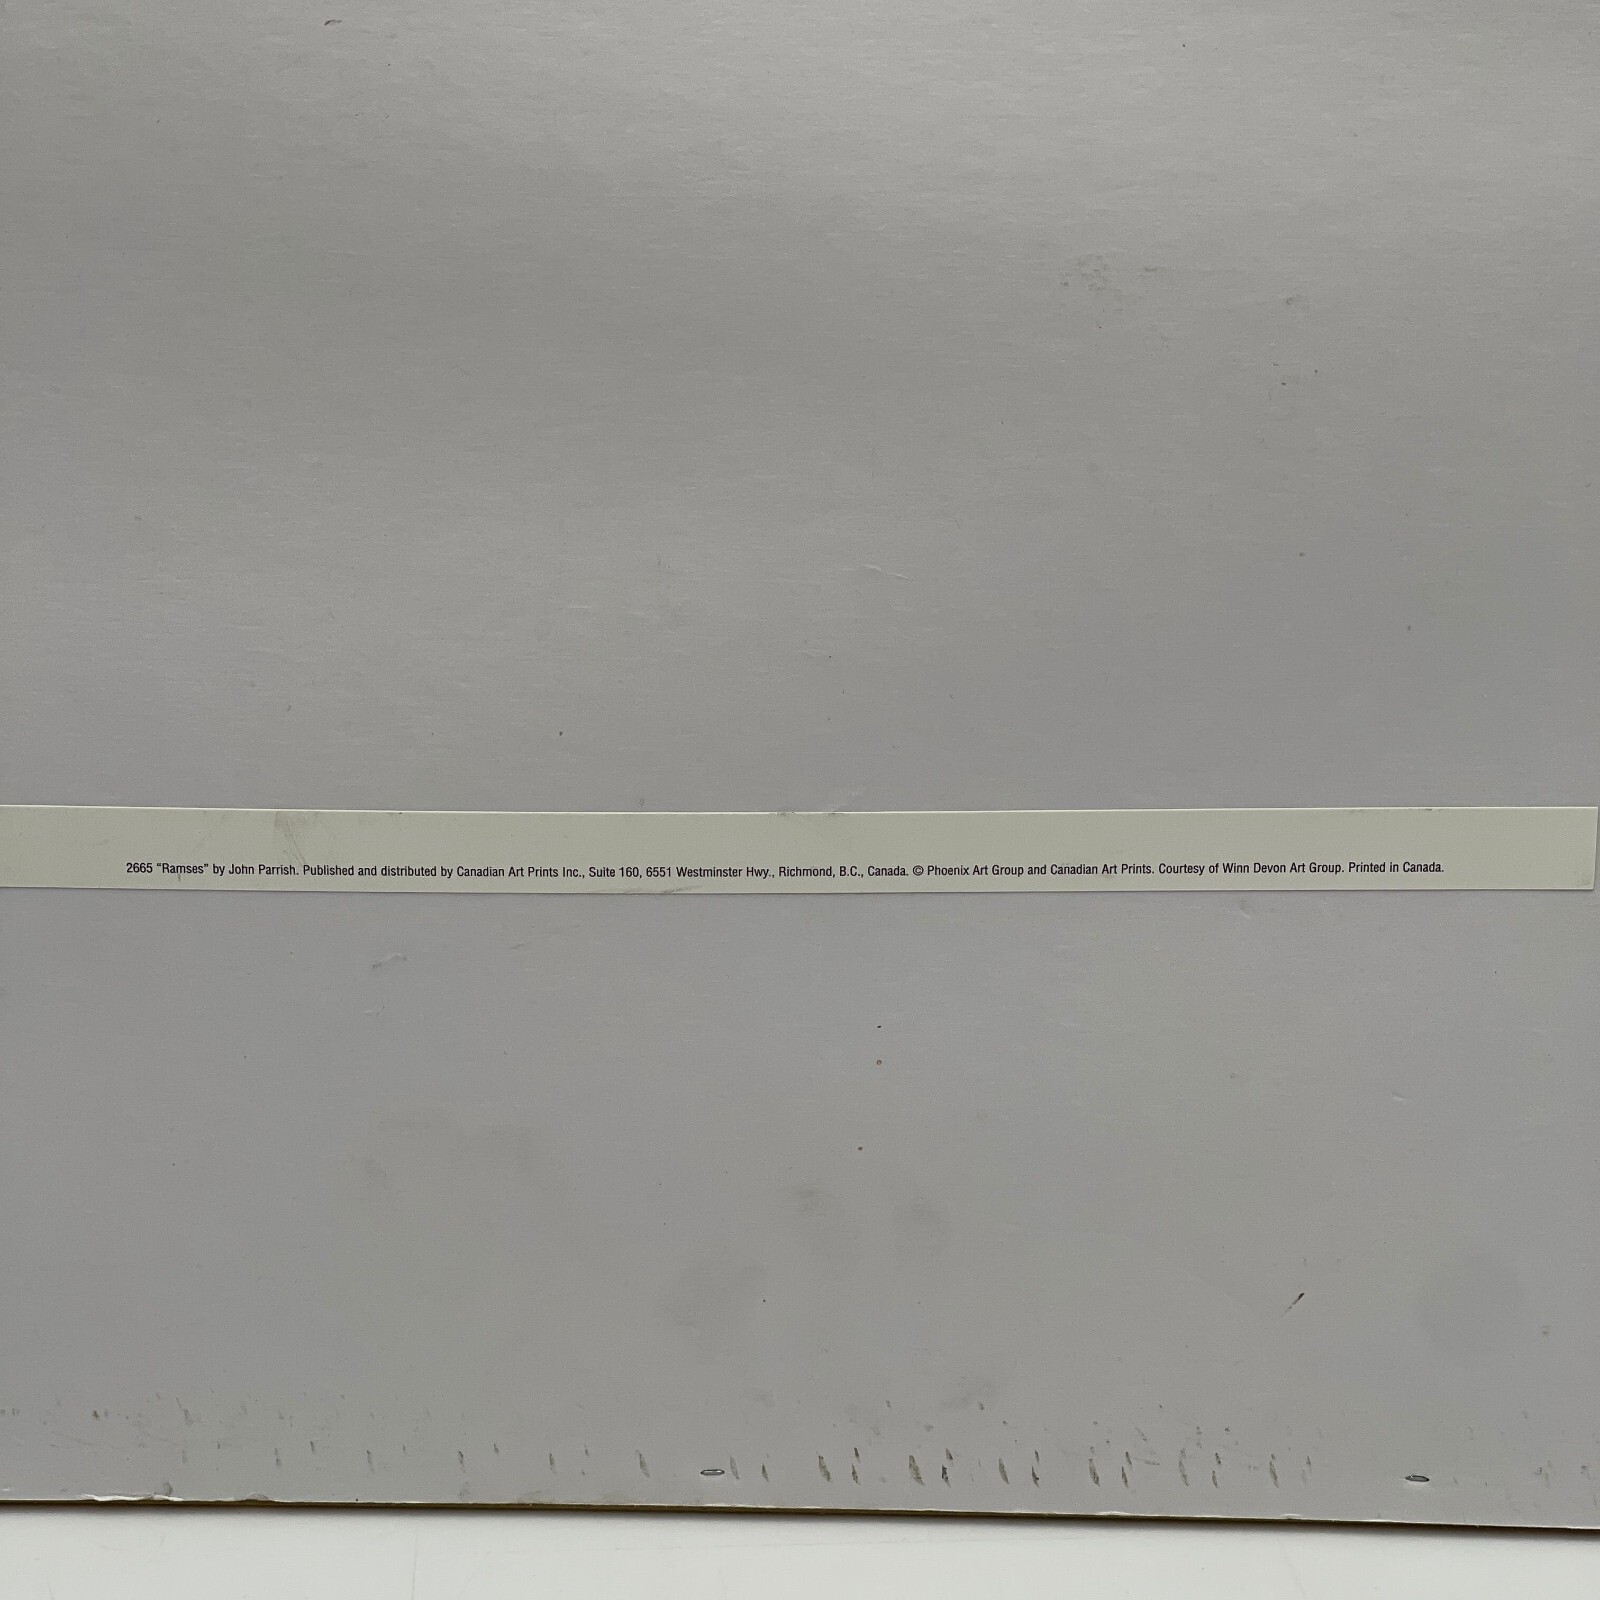 2665 “Ramses” by John Parrish. Published and distributed by Canadian Art Prints Inc., Suite 160, 6551 Westminster Hwy., Richmond, B.C., Canada. © Phoenix Art Group and Canadian Art Prints. Courtesy of Winn Devon Art Group. Printed in Canada.